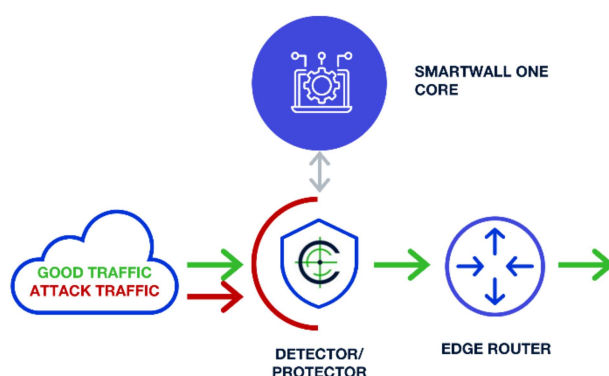 SMARTWALL ONE
CORE
GOOD TRAFFIC
ATTACK TRAFFIC
DETECTOR/
PROTECTOR
EDGE ROUTER